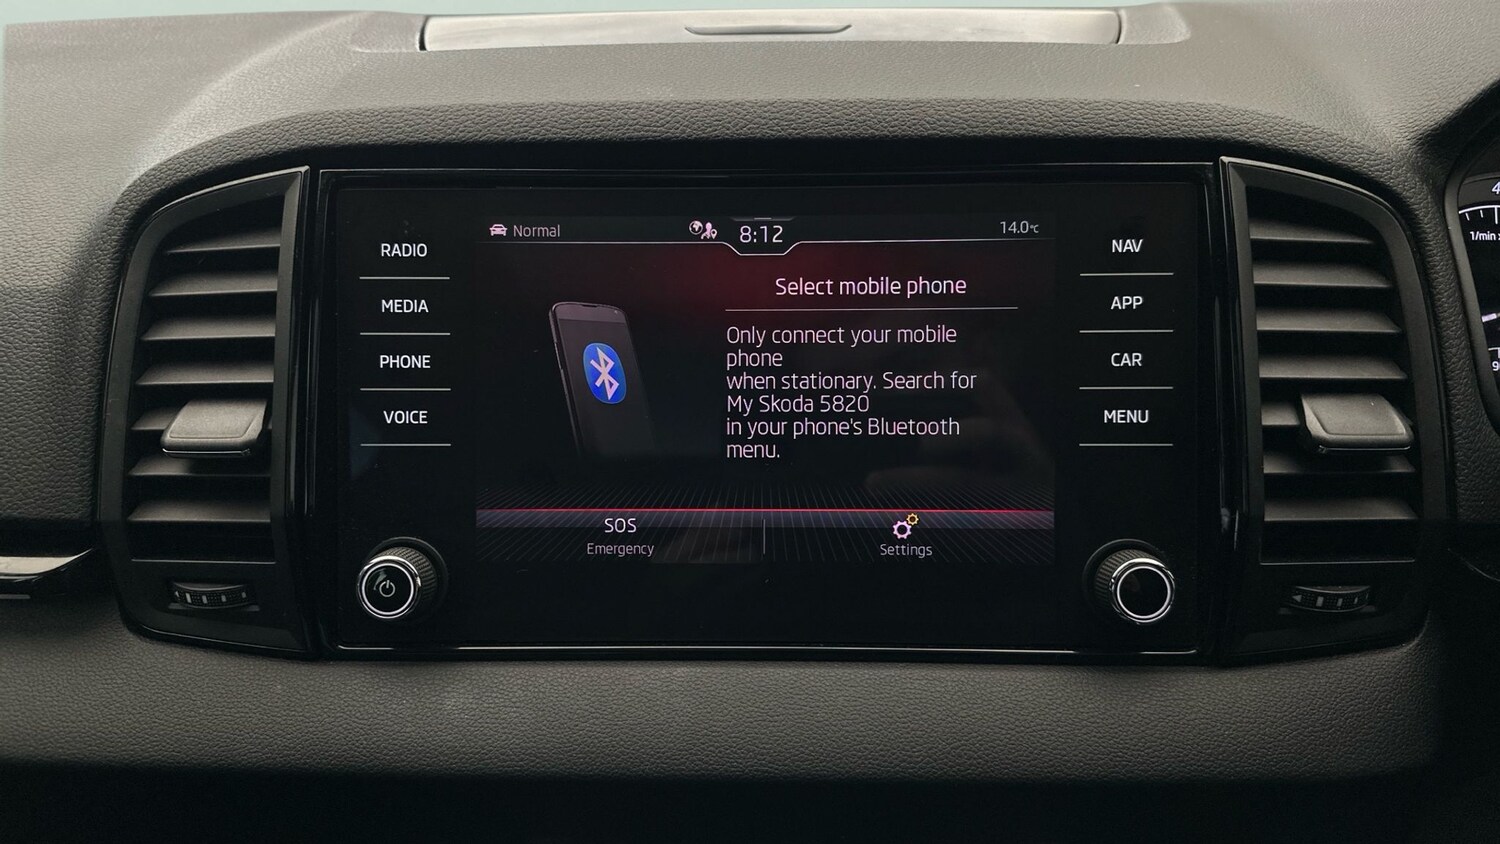 Normal
8:12
14.0°C
RADIO
MEDIA
PHONE
VOICE
Select mobile phone
Only connect your mobile
phone
when stationary. Search for
My Skoda 5820
in your phone's Bluetooth
menu.
SOS
Emergency
Settings
NAV
APP
CAR
MENU
4
1/min